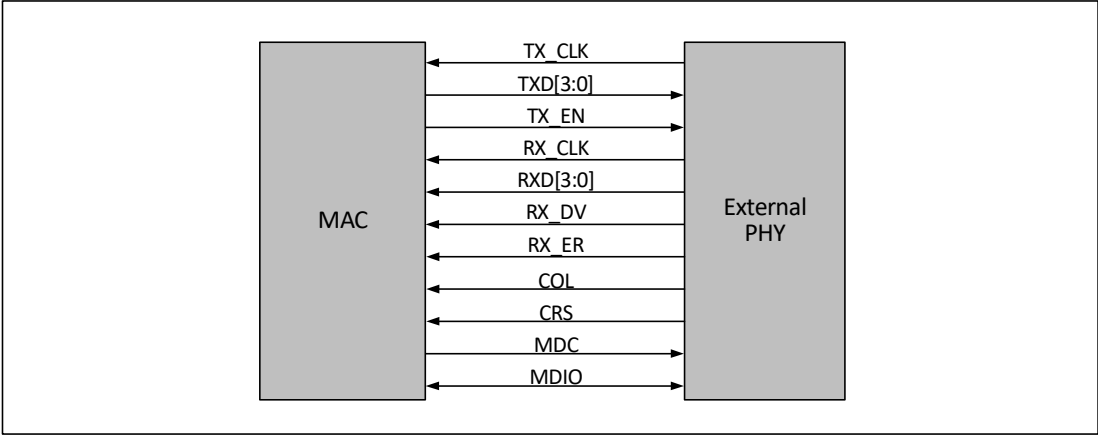 TX_CLK
TXD[3:0]
TX_EN
RX_CLK
RXD[3:0]
MAC
RX_DV
External
PHY
RX_ER
COL
CRS
MDC
MDIO